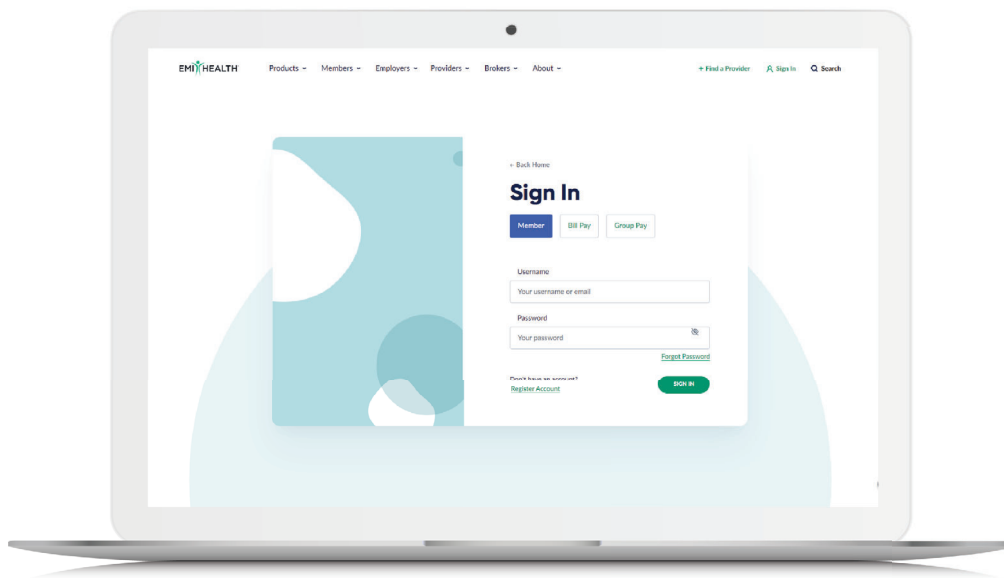 EMI HEALTH
Products Members Employers Providers Brokers About + Find a Provider Sign In Search
← Back Home
Sign In
Member Bill Pay Group Pay
Username
Your username or email
Password
Your password
Forgot Password
Don't have an account?
Register Account
SIGN IN